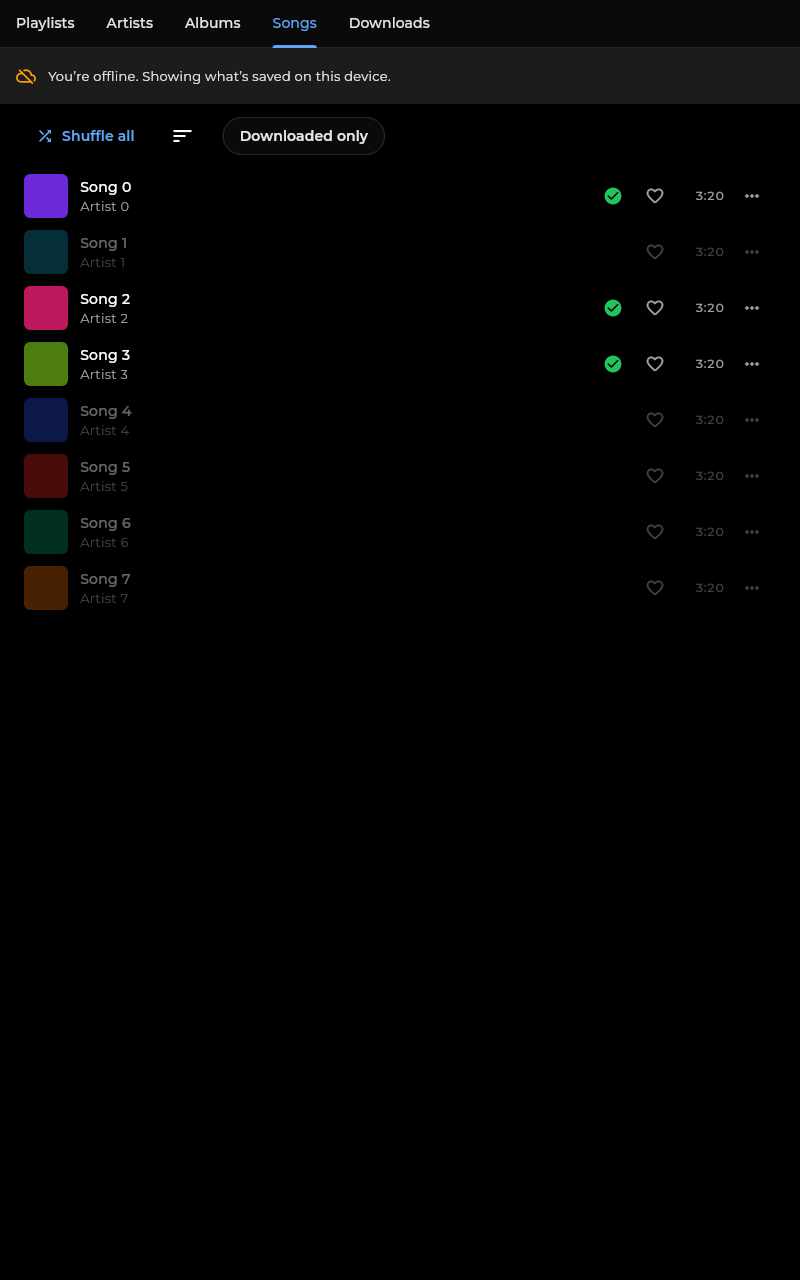 Playlists Artists Albums Songs Downloads
You're offline. Showing what's saved on this device.
Shuffle all Downloaded only
Song 0
Artist 0
3:20
Song 1
Artist 1
3:20
Song 2
Artist 2
3:20
Song 3
Artist 3
3:20
Song 4
Artist 4
3:20
Song 5
Artist 5
3:20
Song 6
Artist 6
3:20
Song 7
Artist 7
3:20